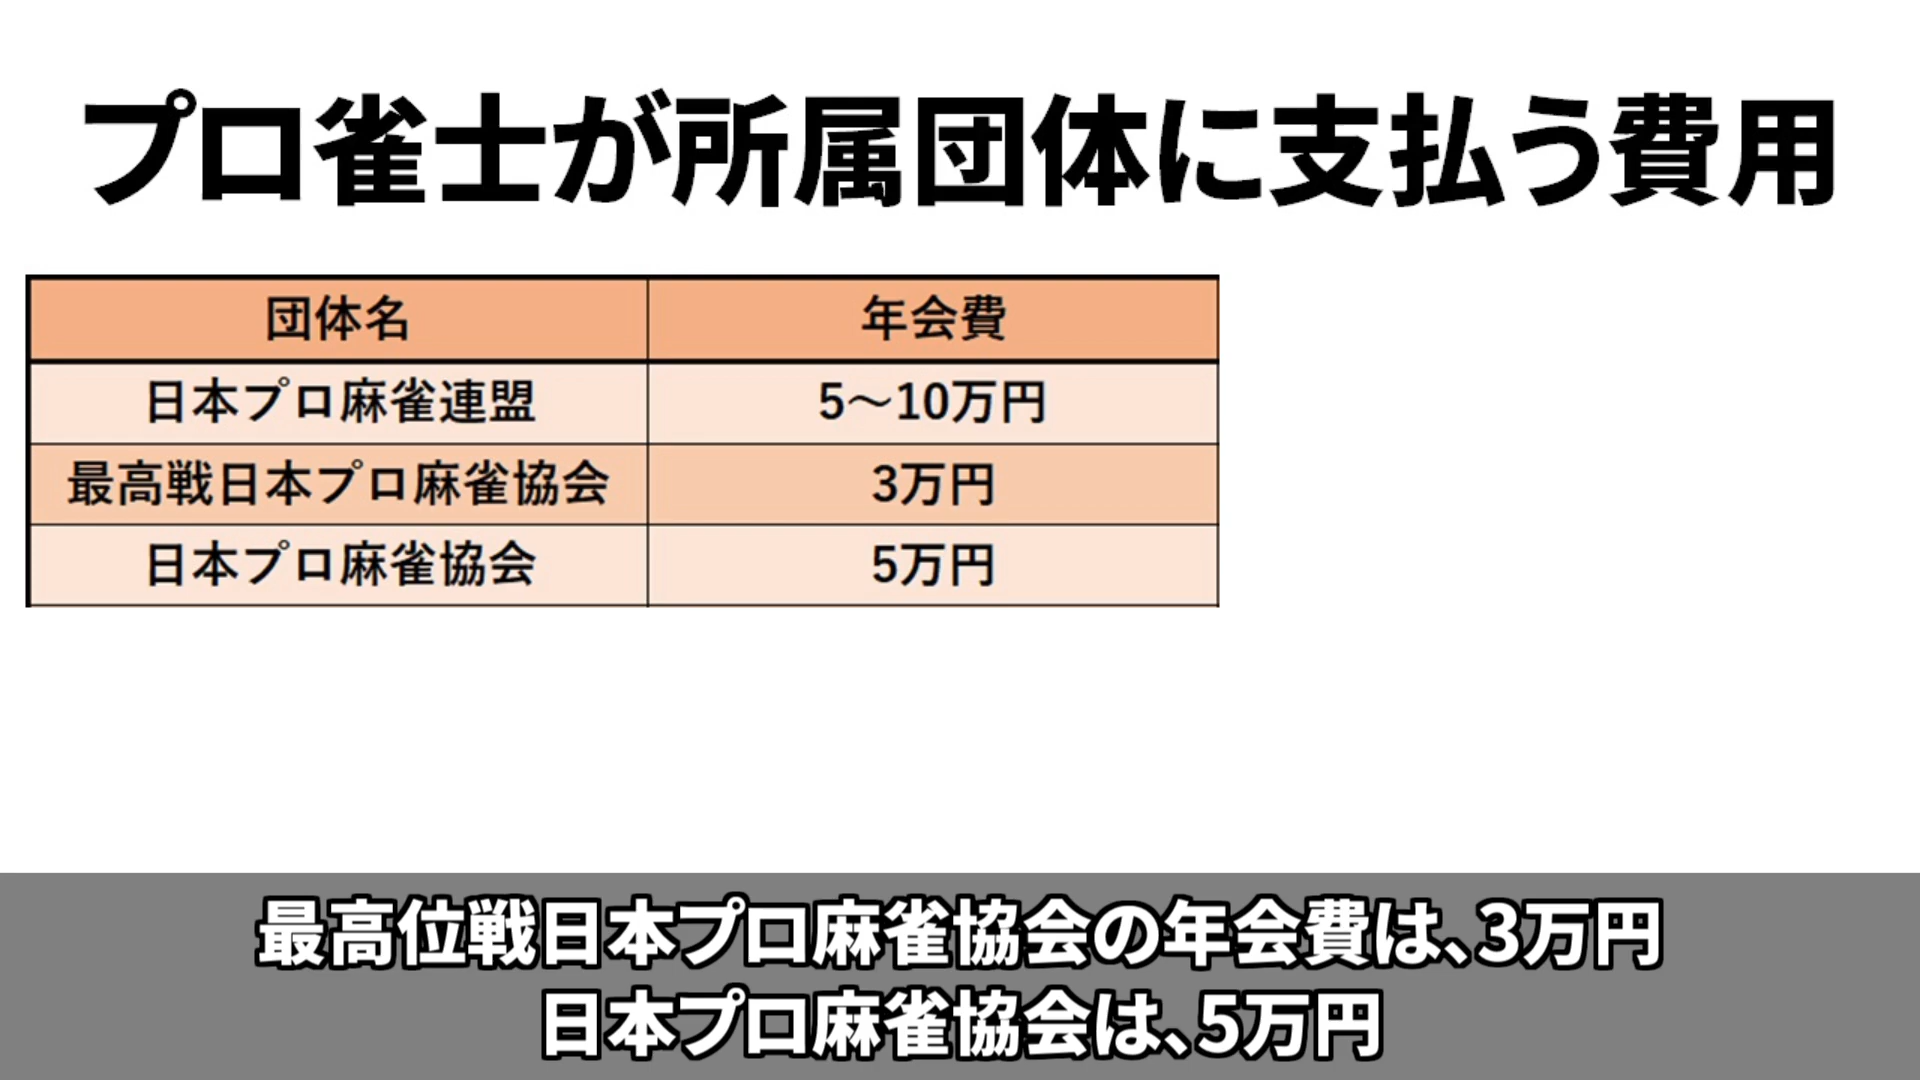 プロ雀士が所属団体に支払う費用
団体名 年会費
日本プロ麻雀連盟 5～10万円
最高戦日本プロ麻雀協会 3万円
日本プロ麻雀協会 5万円
最高位戦日本プロ麻雀協会の年会費は、3万円
日本プロ麻雀協会は、5万円